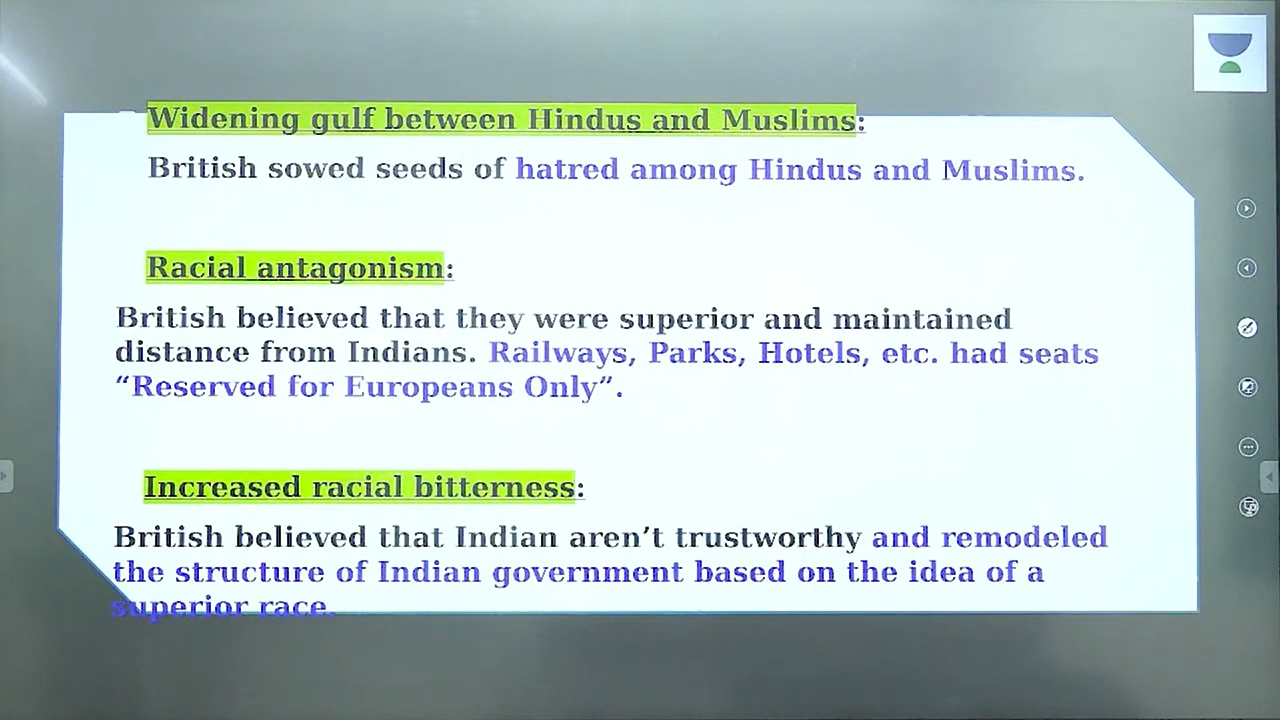 Widening gulf between Hindus and Muslims:
British sowed seeds of hatred among Hindus and Muslims.
Racial antagonism:
British believed that they were superior and maintained
distance from Indians. Railways, Parks, Hotels, etc. had seats
“Reserved for Europeans Only”.
Increased racial bitterness:
British believed that Indian aren’t trustworthy and remodeled
the structure of Indian government based on the idea of a
superior race.